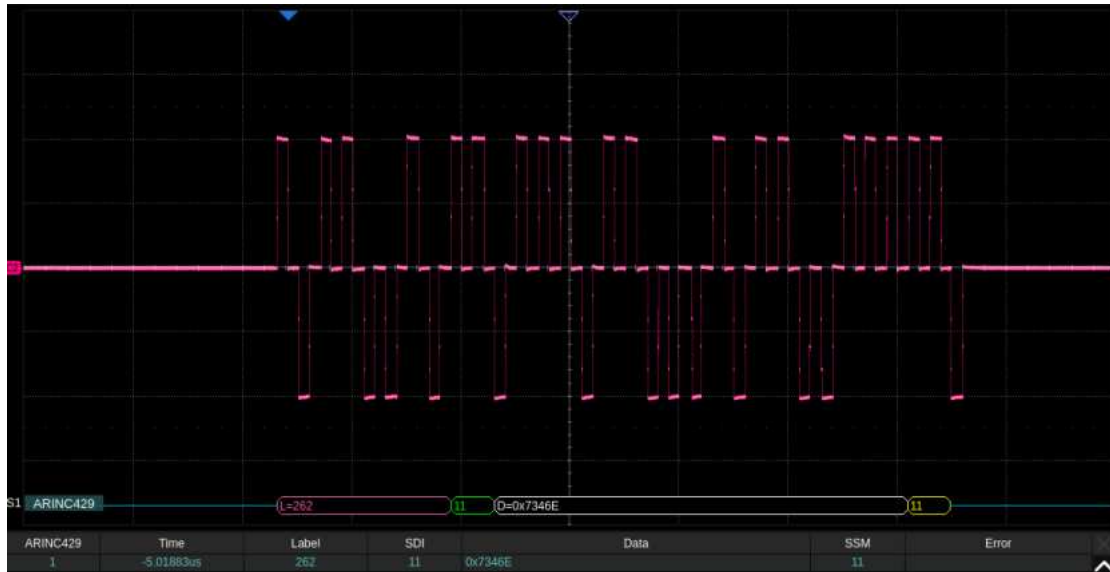 S1 ARINC429 L=262 11 D=0x7346E 11
ARINC429 Time Label SDI Data SSM Error
1 -5.01883us 262 11 0x7346E 11